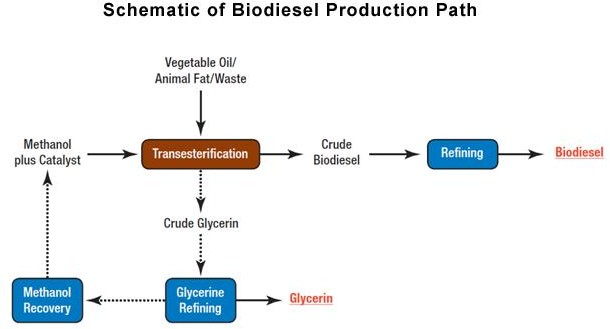 Schematic of Biodiesel Production Path
Vegetable Oil/
Animal Fat/Waste
Methanol
plus Catalyst
Transesterification
Crude
Biodiesel
Refining
Biodiesel
Crude Glycerin
Methanol
Recovery
Glycerine
Refining
Glycerin